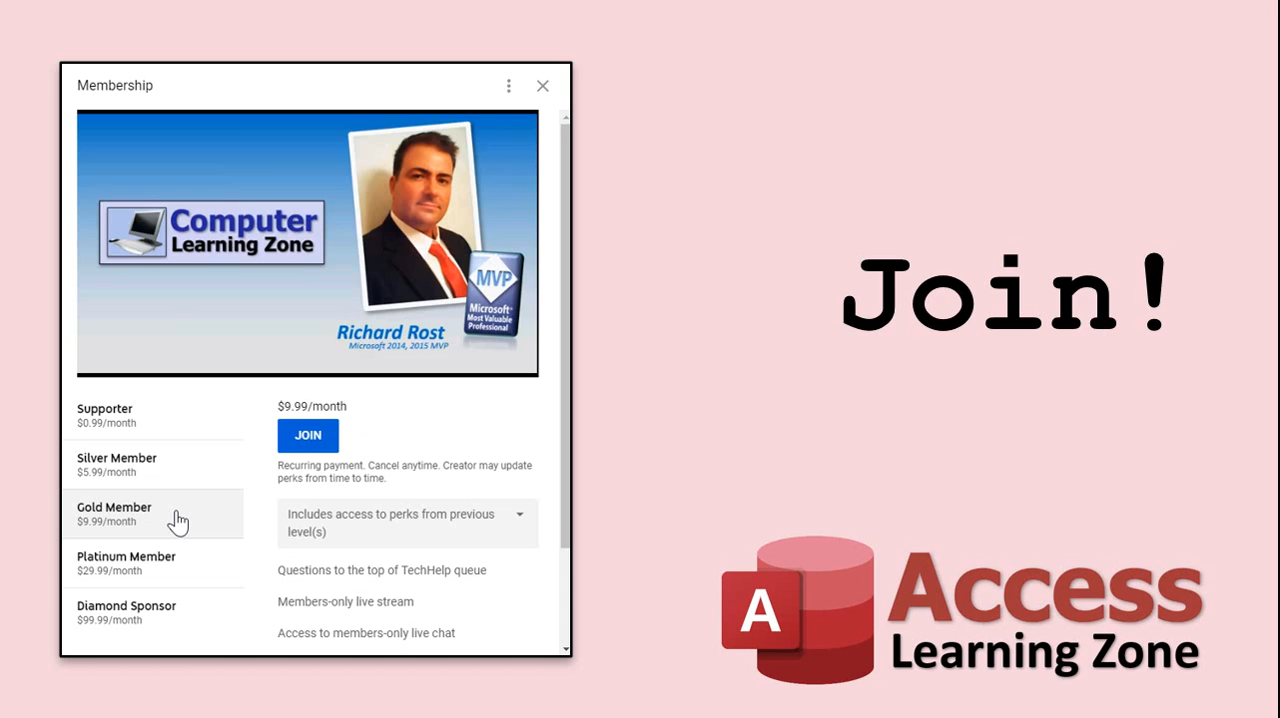 Membership
Computer
Learning Zone
MVP
Microsoft®
Most Valuable
Professional
Richard Rost
Microsoft 2014, 2015 MVP
Supporter
$0.99/month
Silver Member
$5.99/month
Gold Member
$9.99/month
Platinum Member
$29.99/month
Diamond Sponsor
$99.99/month
$9.99/month
JOIN
Recurring payment. Cancel anytime. Creator may update
perks from time to time.
Includes access to perks from previous
level(s)
Questions to the top of TechHelp queue
Members-only live stream
Access to members-only live chat
Join!
A
Access
Learning Zone